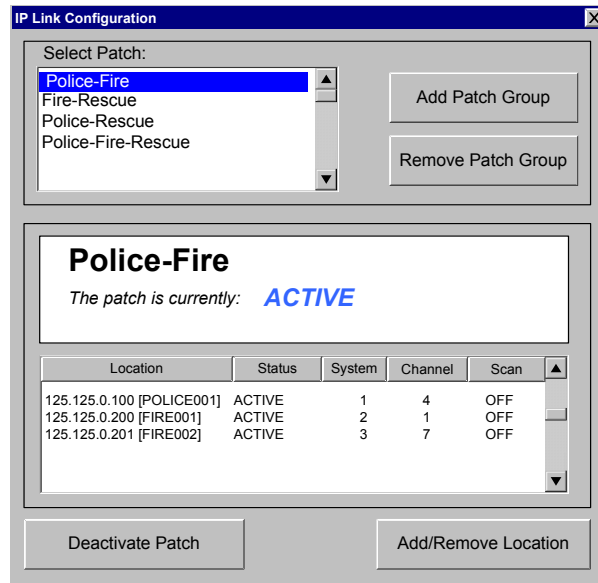 IP Link Configuration X
Select Patch:
Police-Fire
Fire-Rescue
Police-Rescue
Police-Fire-Rescue
Add Patch Group
Remove Patch Group
Police-Fire
The patch is currently: ACTIVE
Location Status System Channel Scan
125.125.0.100 [POLICE001] ACTIVE 1 4 OFF
125.125.0.200 [FIRE001] ACTIVE 2 1 OFF
125.125.0.201 [FIRE002] ACTIVE 3 7 OFF
Deactivate Patch Add/Remove Location